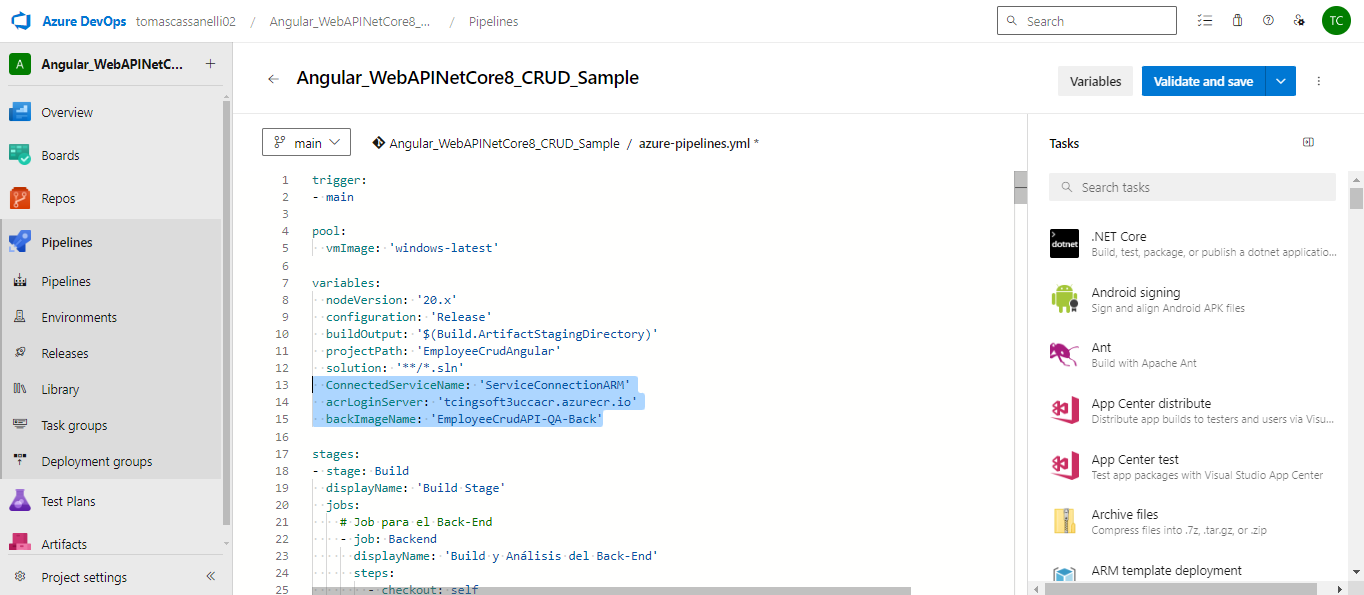 Azure DevOps tomascassanelli02 / Angular_WebAPINetCore8_... / Pipelines
Search
TC
A Angular_WebAPINetC... +
Overview
Boards
Repos
Pipelines
Pipelines
Environments
Releases
Library
Task groups
Deployment groups
Test Plans
Artifacts
Project settings
Angular_WebAPINetCore8_CRUD_Sample
Variables
Validate and save
main
Angular_WebAPINetCore8_CRUD_Sample / azure-pipelines.yml *
1 trigger:
2 - main
3
4 pool:
5 vmImage: 'windows-latest'
6
7 variables:
8 nodeVersion: '20.x'
9 configuration: 'Release'
10 buildOutput: '$(Build.ArtifactStagingDirectory)'
11 projectPath: 'EmployeeCrudAngular'
12 solution: '**/*.sln'
13 ConnectedServiceName: 'ServiceConnectionARM'
14 acrLoginServer: 'tcingsoft3uccacr.azurecr.io'
15 backImageName: 'EmployeeCrudAPI-QA-Back'
16
17 stages:
18 - stage: Build
19 displayName: 'Build Stage'
20 jobs:
21 # Job para el Back-End
22 - job: Backend
23 displayName: 'Build y Análisis del Back-End'
24 steps:
25 - checkout: self
Tasks
Search tasks
dotnet
.NET Core
Build, test, package, or publish a dotnet applicatio...
Android signing
Sign and align Android APK files
Ant
Build with Apache Ant
App Center distribute
Distribute app builds to testers and users via Visu...
App Center test
Test app packages with Visual Studio App Center
Archive files
Compress files into .7z, .tar.gz, or .zip
ARM template deployment